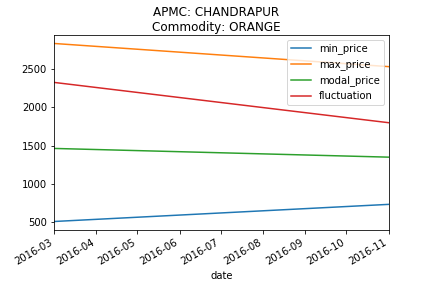 APMC: CHANDRAPUR
Commodity: ORANGE
min_price
max_price
modal_price
fluctuation
2500
2000
1500
1000
500
2016-03
2016-04
2016-05
2016-06
2016-07
2016-08
2016-09
2016-10
2016-11
date